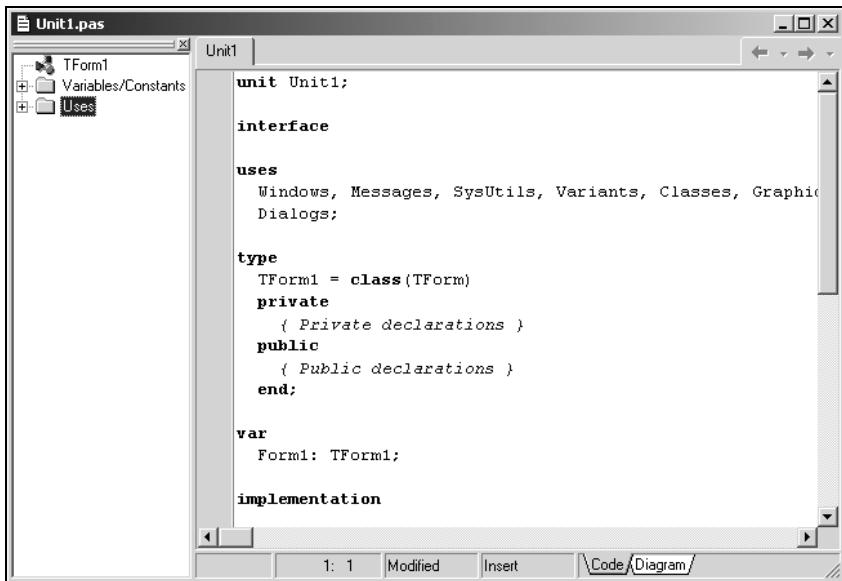 Unit1.pas
TForm1
Variables/Constants
Uses
Unit1
unit Unit1;
interface
uses
Windows, Messages, SysUtils, Variants, Classes, Graphic
Dialogs;
type
TForm1 = class(TForm)
private
{ Private declarations }
public
{ Public declarations }
end;
var
Form1: TForm1;
implementation
1: 1 Modified Insert Code Diagram